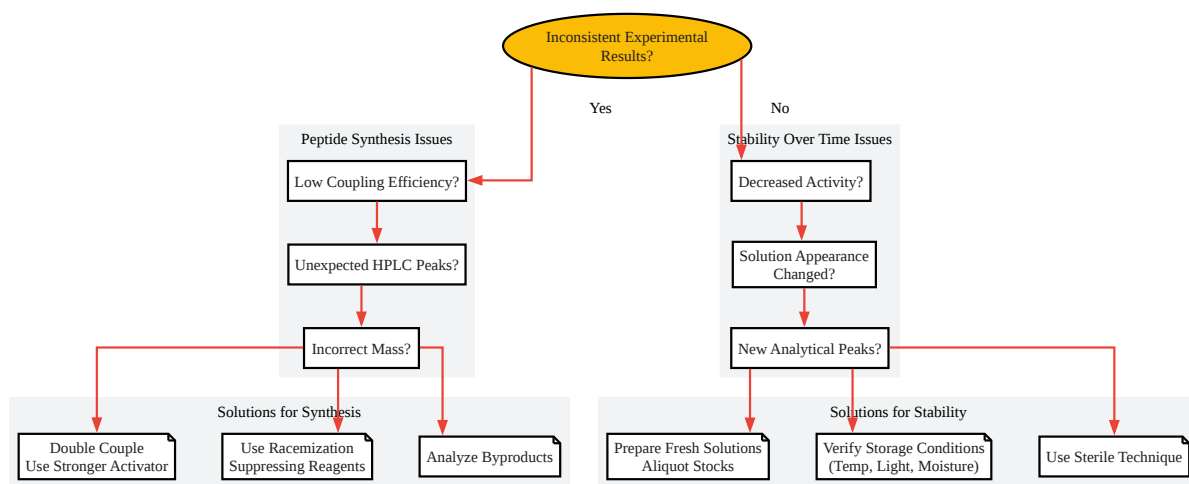 Inconsistent Experimental
Results?
Yes
No
Peptide Synthesis Issues
Low Coupling Efficiency?
Unexpected HPLC Peaks?
Incorrect Mass?
Stability Over Time Issues
Decreased Activity?
Solution Appearance
Changed?
New Analytical Peaks?
Solutions for Synthesis
Double Couple
Use Stronger Activator
Use Racemization
Suppressing Reagents
Analyze Byproducts
Solutions for Stability
Prepare Fresh Solutions
Aliquot Stocks
Verify Storage Conditions
(Temp, Light, Moisture)
Use Sterile Technique